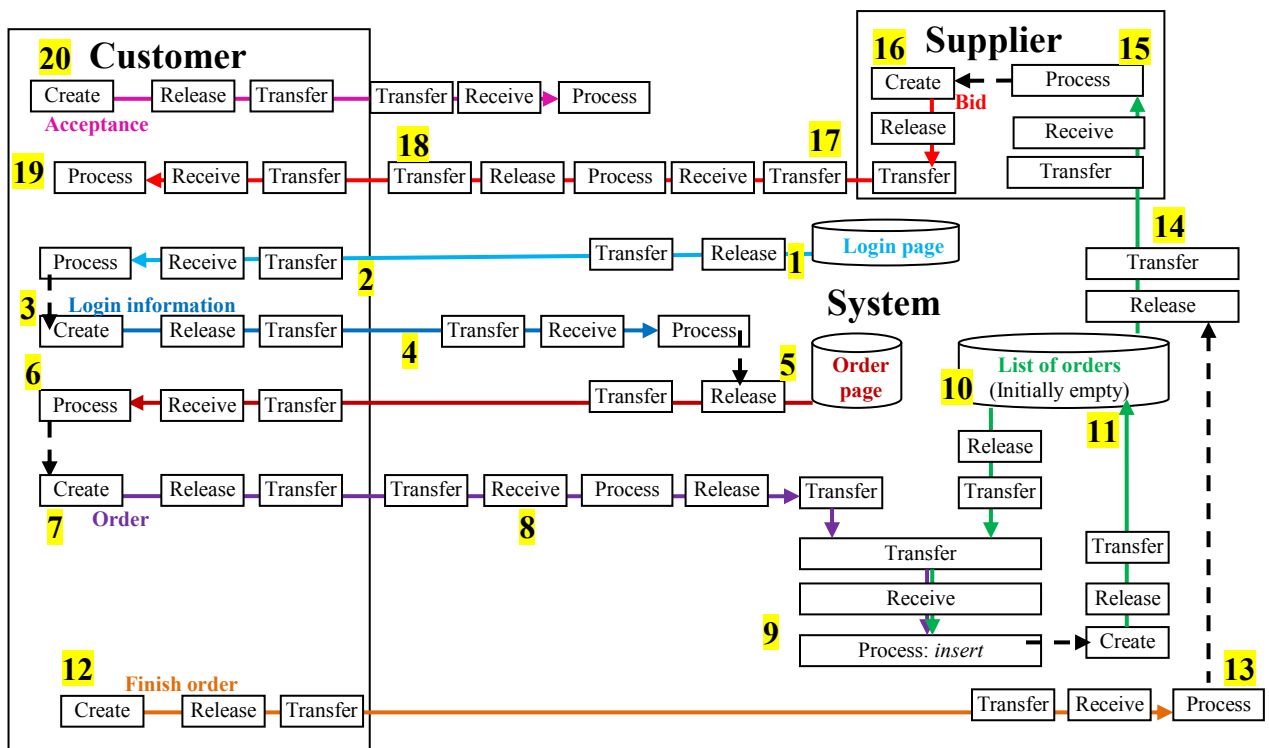 20
Customer
Create
Release
Transfer
Transfer
Receive
Process
Acceptance
16
Supplier
15
Create
Process
Bid
Release
Receive
Transfer
Transfer
19
Process
Receive
Transfer
18
Transfer
Release
Process
Receive
17
Transfer
Process
Receive
Transfer
2
Transfer
Release
1
Login page
14
Transfer
Release
3
Login information
Create
Release
Transfer
4
Transfer
Receive
Process
System
6
Process
Receive
Transfer
Transfer
Release
5
Order
page
List of orders
(Initially empty)
10
11
Release
Transfer
Create
Release
Transfer
Order
7
Transfer
Receive
8
Process
Release
Transfer
Transfer
Receive
9
Process: insert
Transfer
Release
Create
12
Finish order
Create
Release
Transfer
Transfer
Receive
Process
13